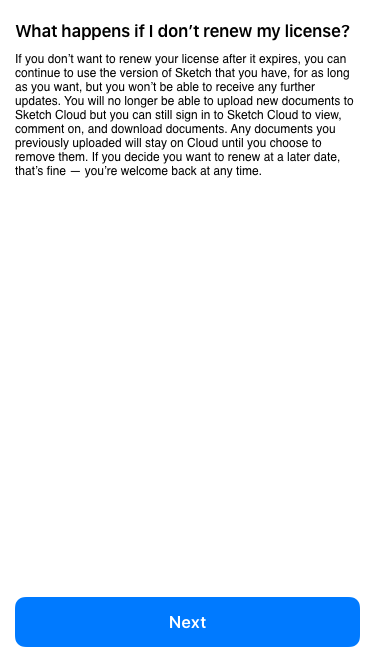 What happens if I don’t renew my license?
If you don’t want to renew your license after it expires, you can
continue to use the version of Sketch that you have, for as long
as you want, but you won’t be able to receive any further
updates. You will no longer be able to upload new documents to
Sketch Cloud but you can still sign in to Sketch Cloud to view,
comment on, and download documents. Any documents you
previously uploaded will stay on Cloud until you choose to
remove them. If you decide you want to renew at a later date,
that’s fine — you’re welcome back at any time.
Next